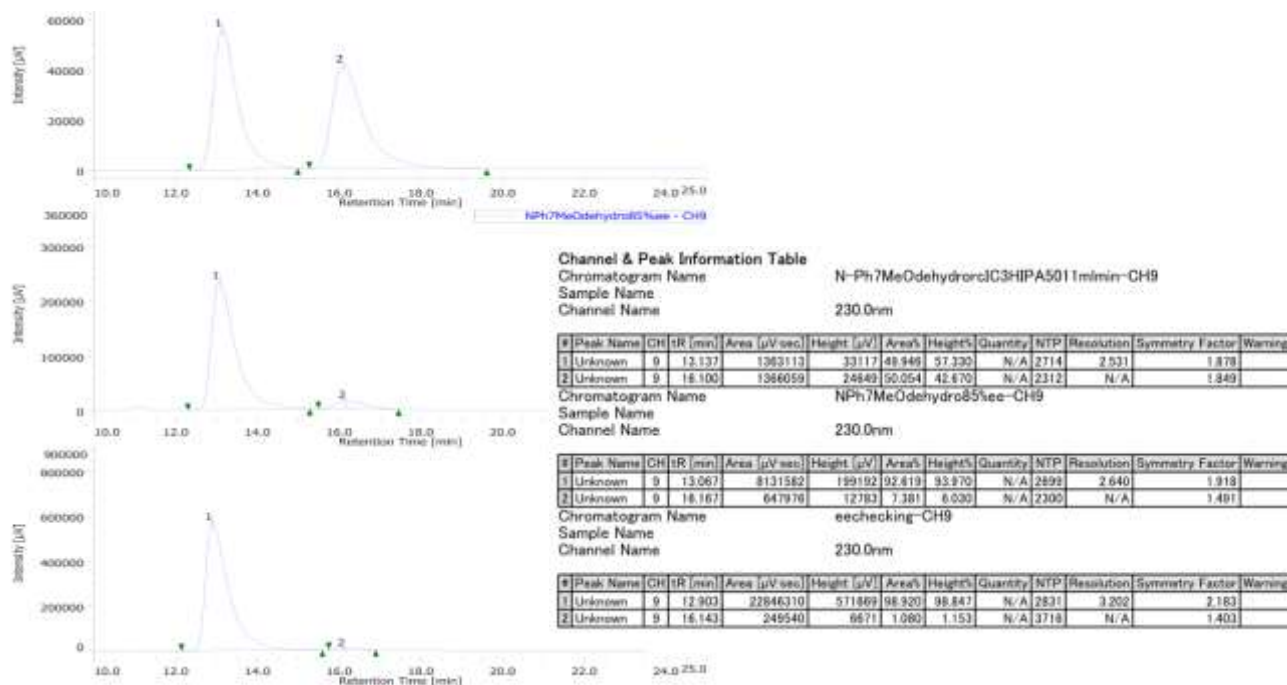 60000
1
2
40000
20000
0
Intensity [µV]
10.0 12.0 14.0 16.0 18.0 20.0 22.0 24.0 25.0
Retention Time [min]
NPh7MeOdehydro85%ee - CH9
360000
300000
1
200000
100000
2
0
Intensity [µV]
10.0 12.0 14.0 16.0 18.0 20.0
Retention Time [min]
900000
800000
1
600000
400000
200000
2
0
Intensity [µV]
10.0 12.0 14.0 16.0 18.0 20.0 22.0 24.0 25.0
Retention Time [min]
Channel & Peak Information Table
Chromatogram Name N-Ph7MeOdehydrorcIC3HIPA5011mlmin-CH9
Sample Name
Channel Name 230.0nm
# Peak Name CH tR [min] Area [µV·sec] Height [µV] Area% Height% Quantity NTP Resolution Symmetry Factor Warning
1 Unknown 9 13.137 1363113 33117 49.946 57.330 N/A 2714 2.531 1.878
2 Unknown 9 16.100 1366059 24649 50.054 42.670 N/A 2312 N/A 1.849
Chromatogram Name NPh7MeOdehydro85%ee-CH9
Sample Name
Channel Name 230.0nm
# Peak Name CH tR [min] Area [µV·sec] Height [µV] Area% Height% Quantity NTP Resolution Symmetry Factor Warning
1 Unknown 9 13.067 8131582 199192 92.619 93.970 N/A 2699 2.640 1.918
2 Unknown 9 16.167 647976 12783 7.381 6.030 N/A 2300 N/A 1.491
Chromatogram Name eechecking-CH9
Sample Name
Channel Name 230.0nm
# Peak Name CH tR [min] Area [µV·sec] Height [µV] Area% Height% Quantity NTP Resolution Symmetry Factor Warning
1 Unknown 9 12.903 22846310 571669 98.920 98.847 N/A 2831 3.202 2.183
2 Unknown 9 16.143 249540 6671 1.080 1.153 N/A 3716 N/A 1.403